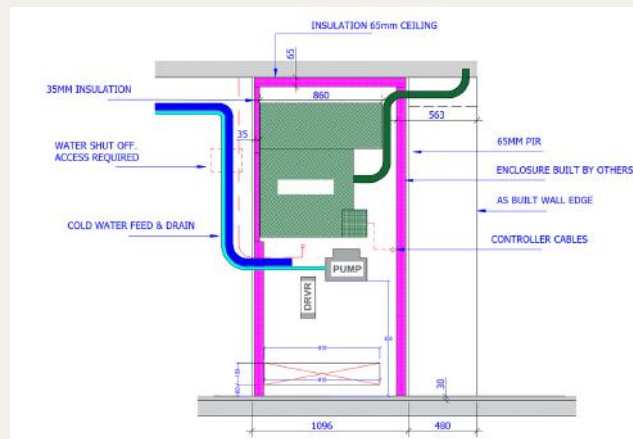 INSULATION 65mm CEILING
65
35MM INSULATION
860
563
35
65MM PIR
WATER SHUT OFF.
ACCESS REQUIRED
ENCLOSURE BUILT BY OTHERS
AS BUILT WALL EDGE
COLD WATER FEED & DRAIN
CONTROLLER CABLES
PUMP
DRVR
30
1096
480